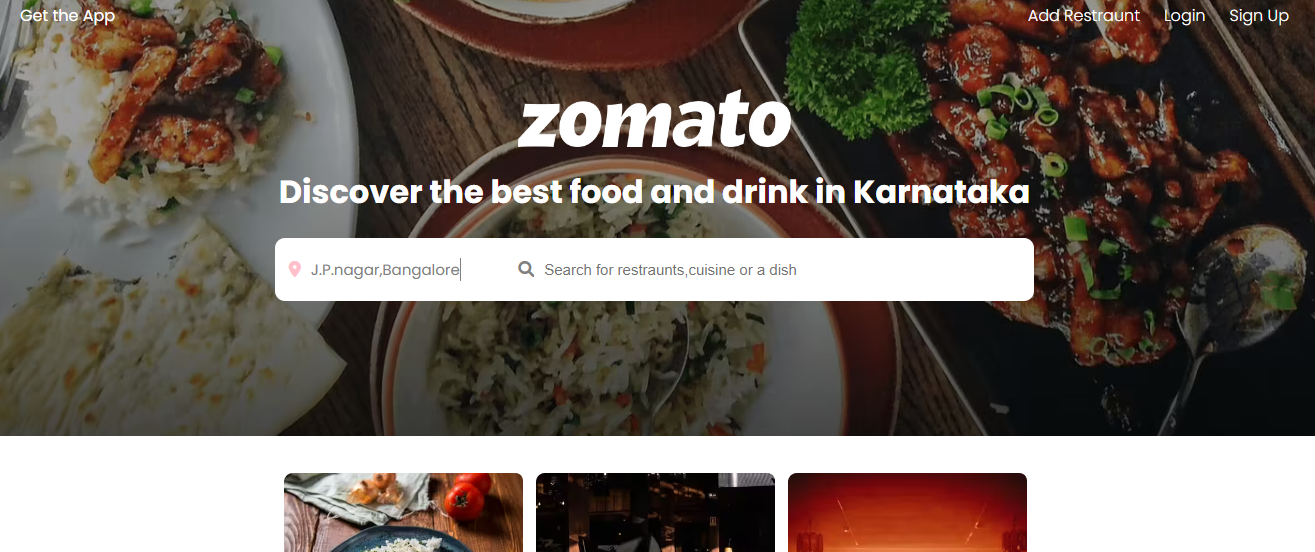 Get the App
Add Restraunt
Login
Sign Up
zomato
Discover the best food and drink in Karnataka
J.P.nagar,Bangalore
Search for restraunts,cuisine or a dish